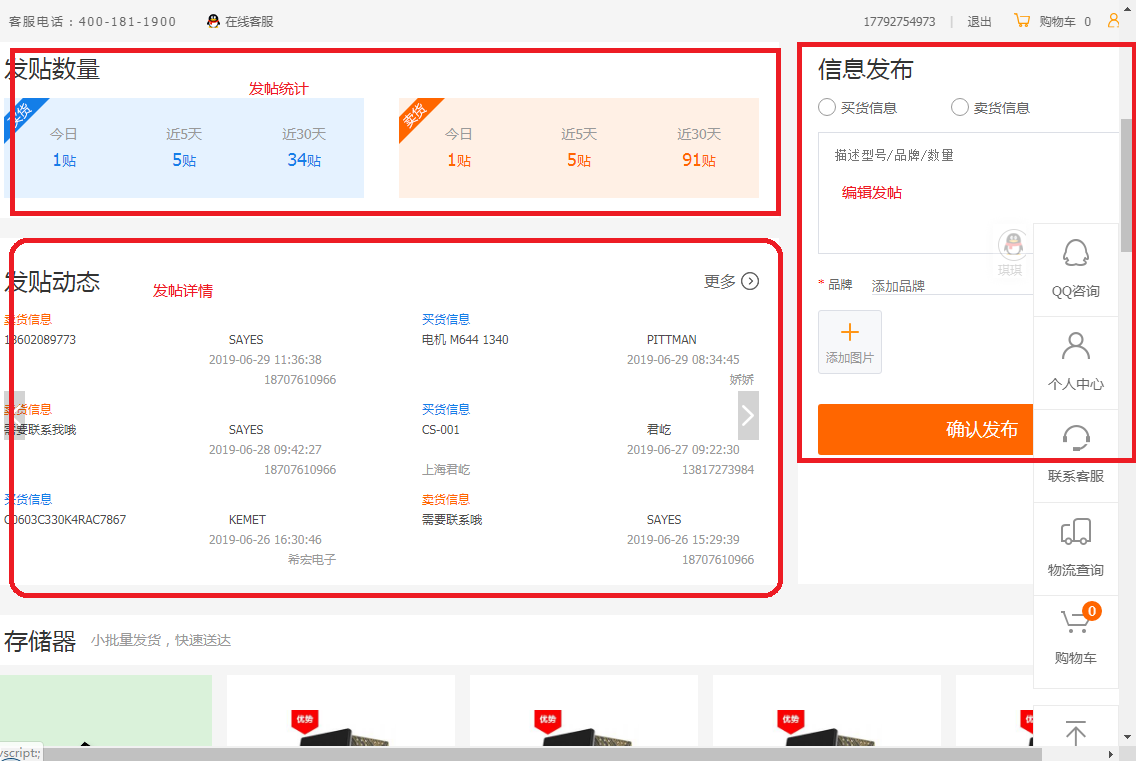 客服电话：400-181-1900 在线客服 17792754973 | 退出 购物车 0
发贴数量
发帖统计
卖货
今日 近5天 近30天
1贴 5贴 34贴
卖货
今日 近5天 近30天
1贴 5贴 91贴
信息发布
买货信息 卖货信息
描述型号/品牌/数量
编辑发帖
琪琪
* 品牌 添加品牌
添加图片
确认发布
QQ咨询
个人中心
联系客服
物流查询
0
购物车
发贴动态 发帖详情 更多
卖货信息
13602089773 SAYES
2019-06-29 11:36:38
18707610966
买货信息
电机 M644 1340 PITTMAN
2019-06-29 08:34:45
娇娇
卖货信息
需要联系我哦 SAYES
2019-06-28 09:42:27
18707610966
买货信息
CS-001 君屹
2019-06-27 09:22:30
上海君屹 13817273984
买货信息
C0603C330K4RAC7867 KEMET
2019-06-26 16:30:46
希宏电子
卖货信息
需要联系哦 SAYES
2019-06-26 15:29:39
18707610966
存储器 小批量发货，快速送达
优势 优势 优势
vscript:;